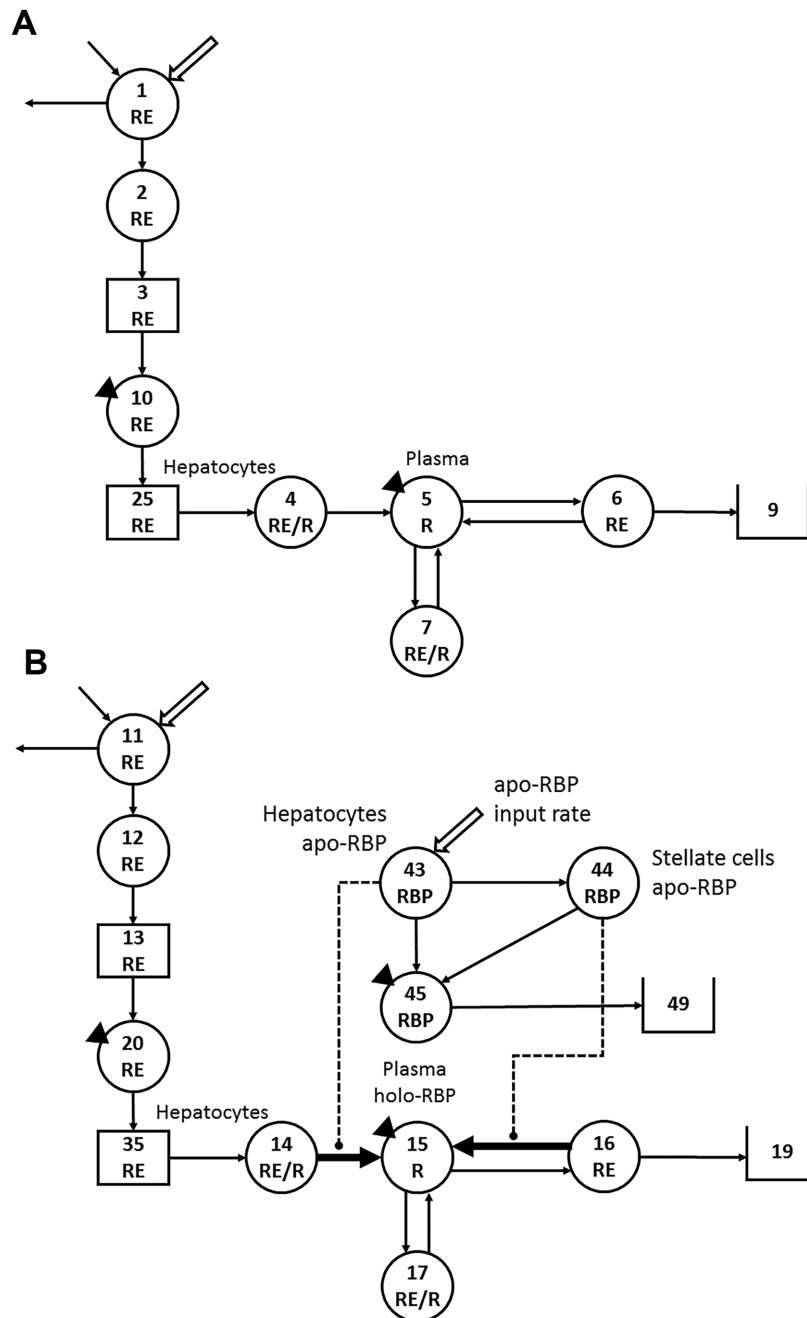 A
1
RE
2
RE
3
RE
10
RE
Hepatocytes
Plasma
25
RE
4
RE/R
5
R
6
RE
9
7
RE/R
B
11
RE
apo-RBP
input rate
Hepatocytes
apo-RBP
12
RE
43
RBP
44
RBP
Stellate cells
apo-RBP
13
RE
45
RBP
49
20
RE
Plasma
holo-RBP
Hepatocytes
35
RE
14
RE/R
15
R
16
RE
19
17
RE/R